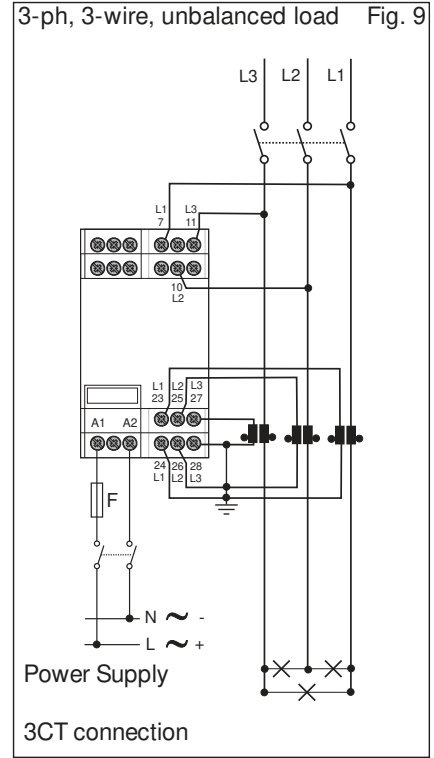 3-ph, 3-wire, unbalanced load Fig. 9
L3 L2 L1
L1 L3
7 11
10
L2
L1 L2 L3
23 25 27
A1 A2
24 26 28
L1 L2 L3
F
N ~ -
L ~ +
Power Supply
3CT connection